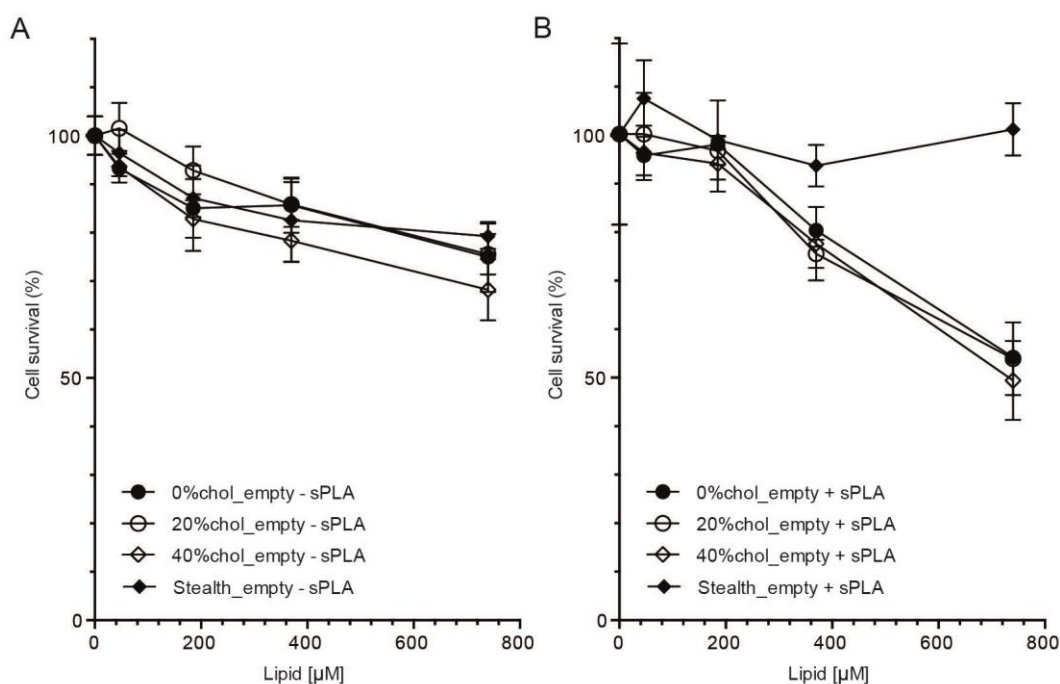 A
Cell survival (%)
100
50
0
0%chol_empty - sPLA
20%chol_empty - sPLA
40%chol_empty - sPLA
Stealth_empty - sPLA
0 200 400 600 800
Lipid [µM]
B
Cell survival (%)
100
50
0
0%chol_empty + sPLA
20%chol_empty + sPLA
40%chol_empty + sPLA
Stealth_empty + sPLA
0 200 400 600 800
Lipid [µM]